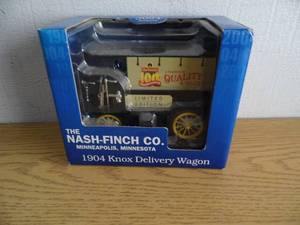 100
QUALITY
LIMITED
EDITION
THE
NASH-FINCH CO.
MINNEAPOLIS, MINNESOTA
1904 Knox Delivery Wagon